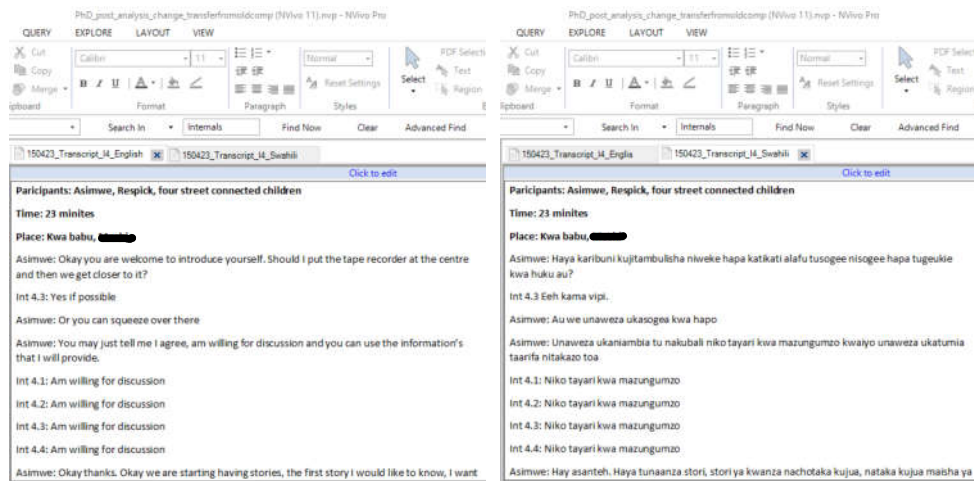 PhD_post_analysis_change_transferfromoldcomp (NVivo 11).nvp - NVivo Pro
QUERY EXPLORE LAYOUT VIEW
Cut
Copy
Merge
Calibri 11
B I U A
Normal
Reset Settings
Select
PDF Selecti
Text
Region
ipboard Format Paragraph Styles E
Search In Internals Find Now Clear Advanced Find
150423_Transcript_I4_English 150423_Transcript_I4_Swahili
Click to edit
Paricipants: Asimwe, Respick, four street connected children
Time: 23 minites
Place: Kwa babu,
Asimwe: Okay you are welcome to introduce yourself. Should I put the tape recorder at the centre
and then we get closer to it?
Int 4.3: Yes if possible
Asimwe: Or you can squeeze over there
Asimwe: You may just tell me I agree, am willing for discussion and you can use the information's
that I will provide.
Int 4.1: Am willing for discussion
Int 4.2: Am willing for discussion
Int 4.3: Am willing for discussion
Int 4.4: Am willing for discussion
Asimwe: Okay thanks. Okay we are starting having stories, the first story I would like to know, I want
PhD_post_analysis_change_transferfromoldcomp (NVivo 11).nvp - NVivo Pro
QUERY EXPLORE LAYOUT VIEW
Cut
Copy
Merge
Calibri 11
B I U A
Normal
Reset Settings
Select
PDF Select
Text
Region
ipboard Format Paragraph Styles
Search In Internals Find Now Clear Advanced Find
150423_Transcript_I4_Englis 150423_Transcript_I4_Swahili
Click to edit
Paricipants: Asimwe, Respick, four street connected children
Time: 23 minites
Place: Kwa babu,
Asimwe: Haya karibuni kujitambulisha niweke hapa katikati alafu tusogee nisogee hapa tugeukie
kwa huku au?
Int 4.3 Eeh kama vipi.
Asimwe: Au we unaweza ukasogea kwa hapo
Asimwe: Unaweza ukaniambia tu nakubali niko tayari kwa mazungumzo kwaiyo unaweza ukatumia
taarifa nitakazo toa
Int 4.1: Niko tayari kwa mazungumzo
Int 4.2: Niko tayari kwa mazungumzo
Int 4.3: Niko tayari kwa mazungumzo
Int 4.4: Niko tayari kwa mazungumzo
Asimwe: Hay asanteh. Haya tunaanza stori, stori ya kwanza nachotaka kujua, nataka kujua maisha ya